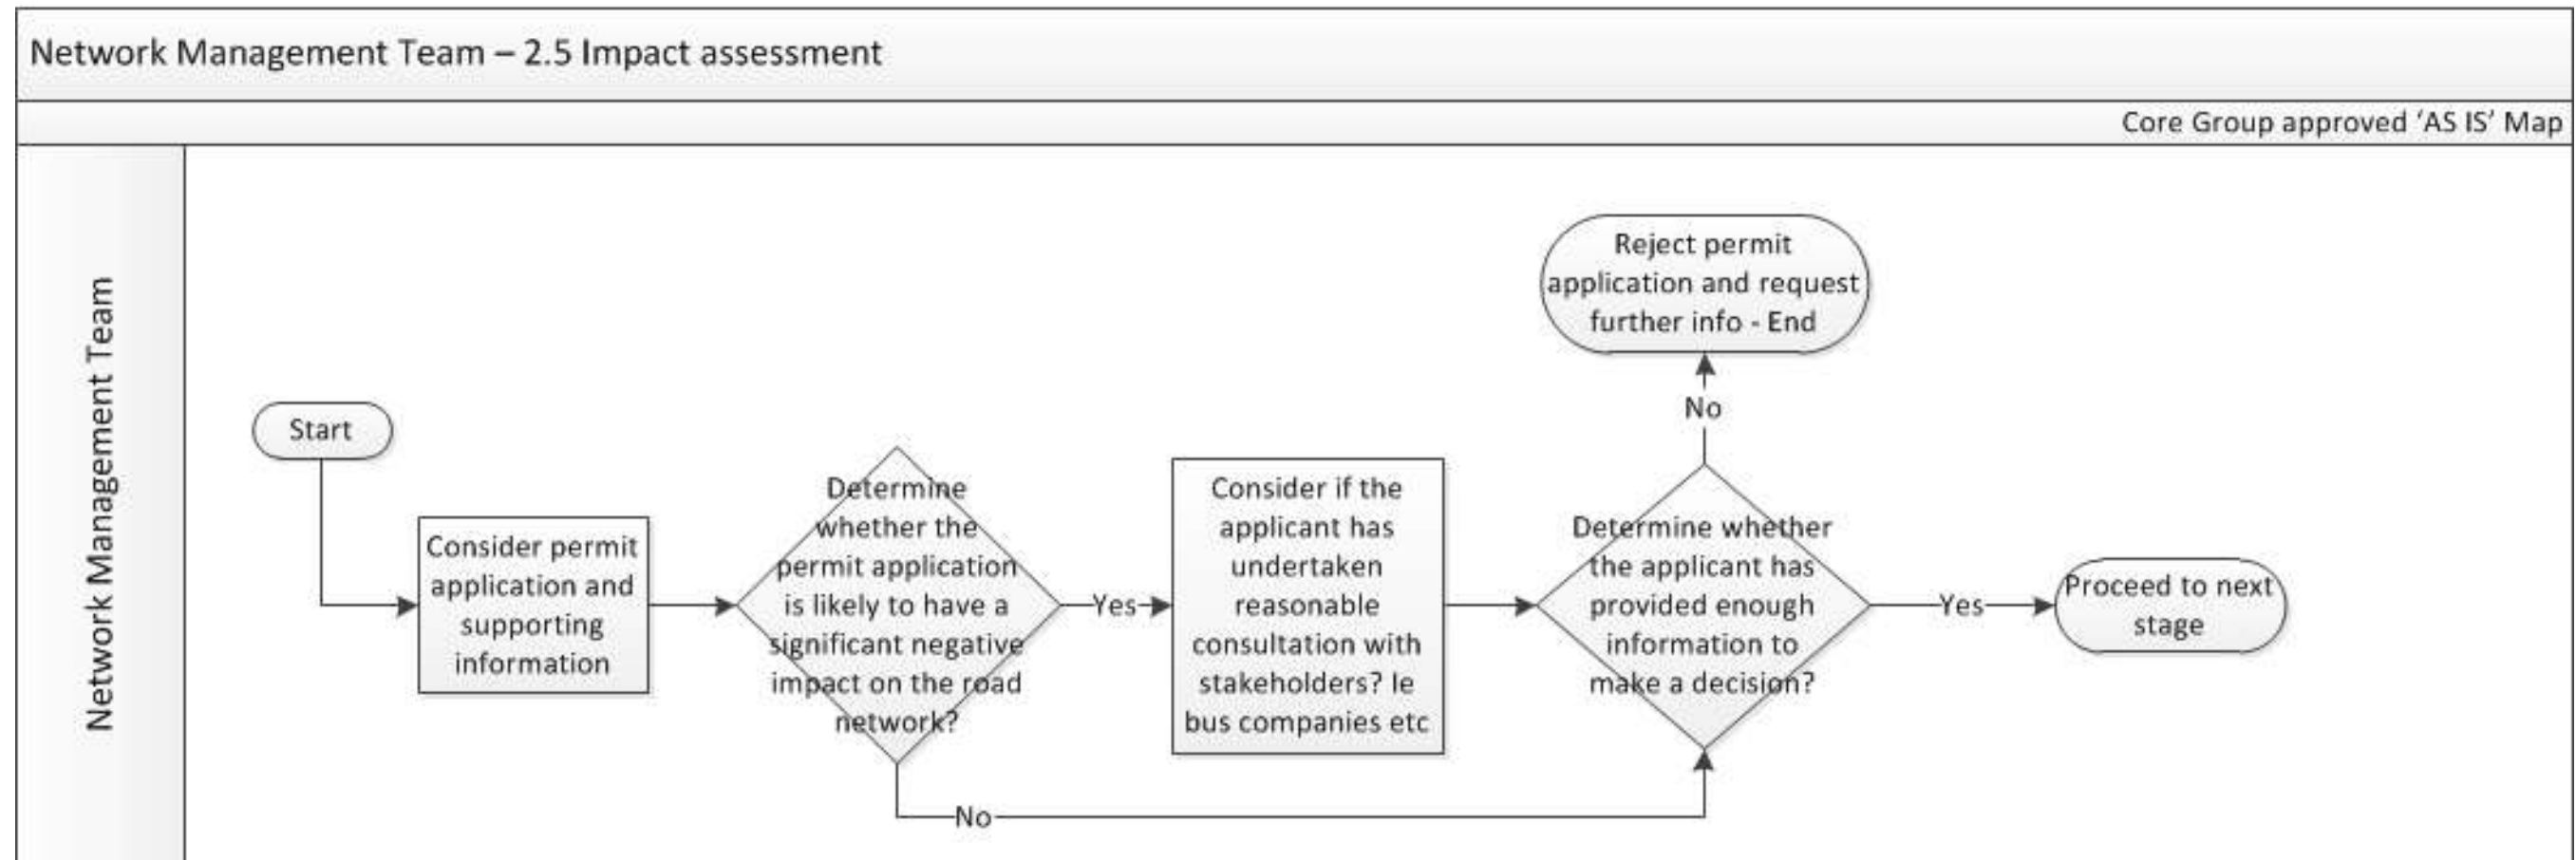 Network Management Team – 2.5 Impact assessment
Core Group approved ‘AS IS’ Map
Network Management Team
Start
Consider permit
application and
supporting
information
Determine
whether the
permit application
is likely to have a
significant negative
impact on the road
network?
Yes
No
Consider if the
applicant has
undertaken
reasonable
consultation with
stakeholders? Ie
bus companies etc
Determine whether
the applicant has
provided enough
information to
make a decision?
No
Reject permit
application and request
further info - End
Yes
Proceed to next
stage